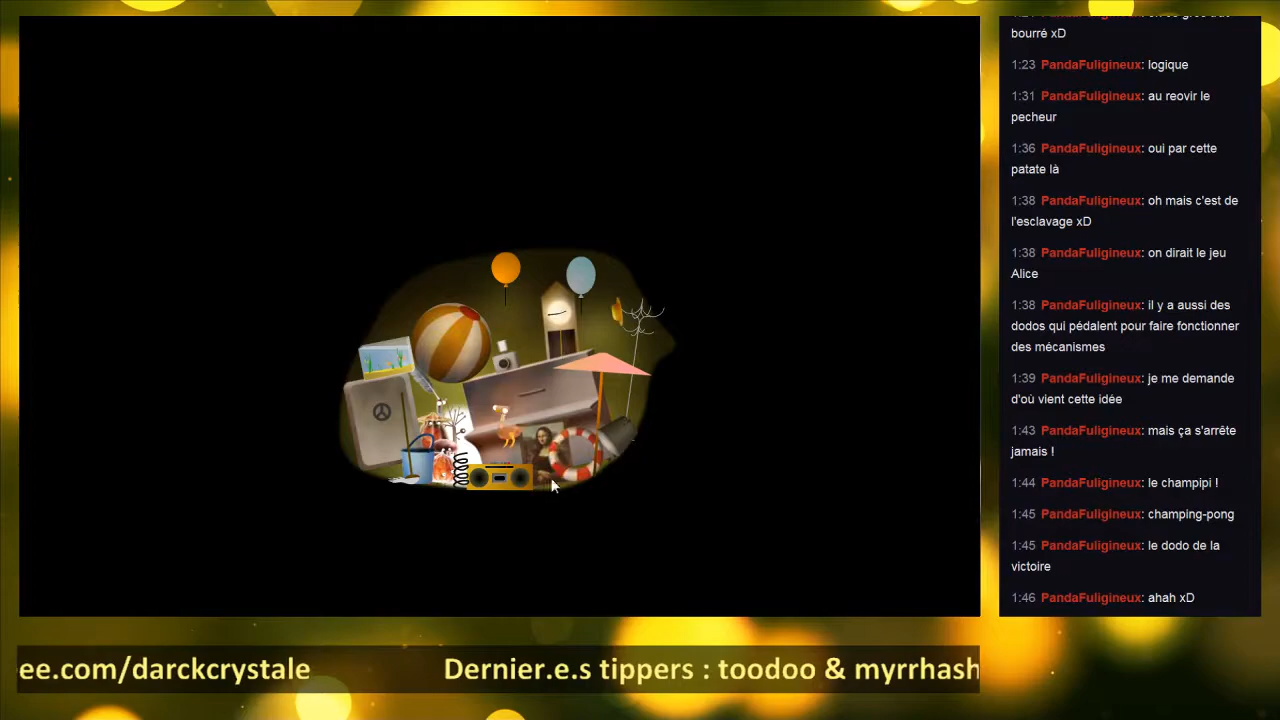 bourré xD
1:23 PandaFuligineux: logique
1:31 PandaFuligineux: au reovir le
pecheur
1:36 PandaFuligineux: oui par cette
patate là
1:38 PandaFuligineux: oh mais c'est de
l'esclavage xD
1:38 PandaFuligineux: on dirait le jeu
Alice
1:38 PandaFuligineux: il y a aussi des
dodos qui pédalent pour faire fonctionner
des mécanismes
1:39 PandaFuligineux: je me demande
d'où vient cette idée
1:43 PandaFuligineux: mais ça s'arrête
jamais !
1:44 PandaFuligineux: le champipi !
1:45 PandaFuligineux: champing-pong
1:45 PandaFuligineux: le dodo de la
victoire
1:46 PandaFuligineux: ahah xD
ee.com/darckcrystale Dernier.e.s tippers : toodoo & myrrhash